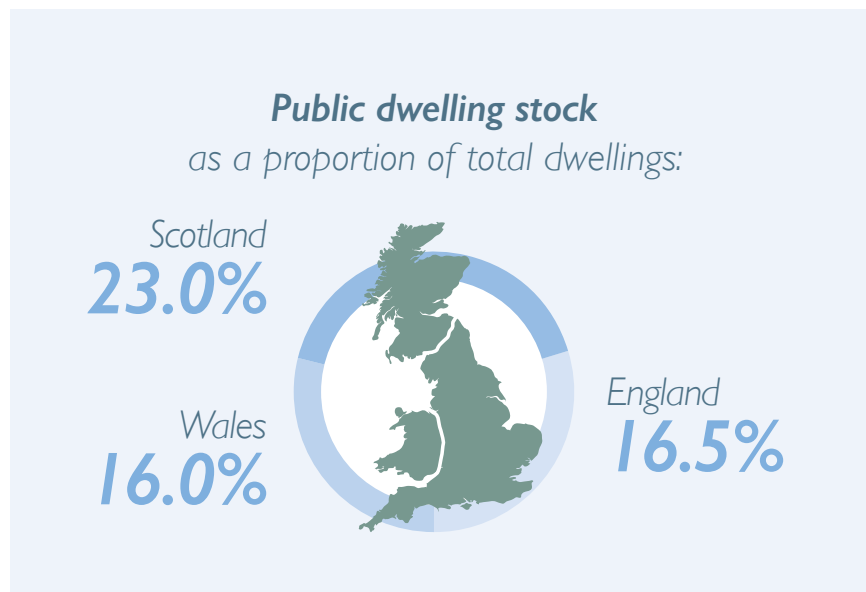 Public dwelling stock
as a proportion of total dwellings:
Scotland
23.0%
Wales
16.0%
England
16.5%